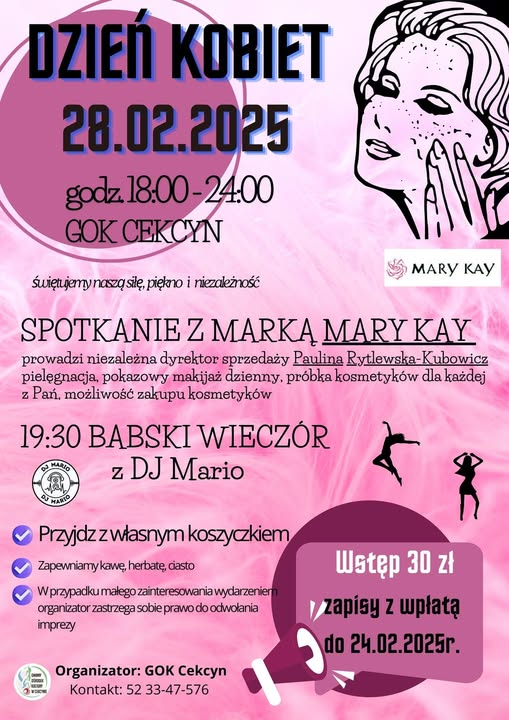 DZIEŃ KOBIET
28.02.2025
godz. 18:00 - 24:00
GOK CEKCYN
MARY KAY
świętujemy naszą siłę, piękno i niezależność
SPOTKANIE Z MARKĄ MARY KAY
prowadzi niezależna dyrektor sprzedaży Paulina Rytlewska-Kubowicz
pielęgnacja, pokazowy makijaż dzienny, próbka kosmetyków dla każdej
z Pań, możliwość zakupu kosmetyków
19:30 BABSKI WIECZÓR
z DJ Mario
DJ MARIO
DJ MARIO
Przyjdz z własnym koszyczkiem
Zapewniamy kawę, herbatę, ciasto
W przypadku małego zainteresowania wydarzeniem
organizator zastrzega sobie prawo do odwołania
imprezy
Wstęp 30 zł
zapisy z wpłatą
do 24.02.2025r.
GMINNY
OŚRODEK
KULTURY
W CEKCYNIE
Organizator: GOK Cekcyn
Kontakt: 52 33-47-576